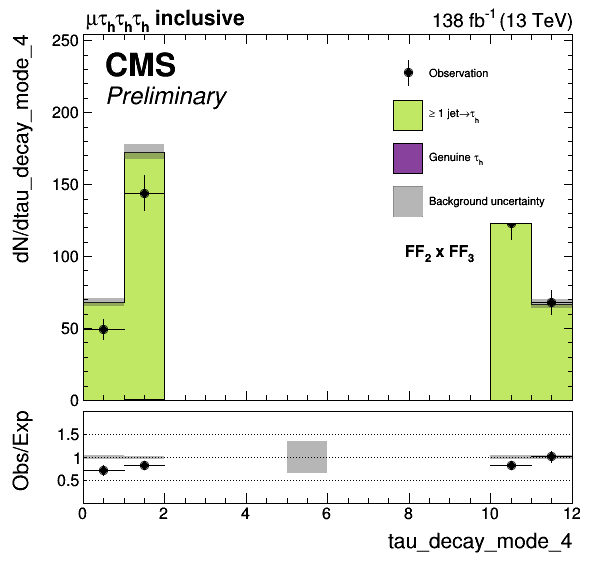 μτₕτₕτₕ inclusive
138 fb⁻¹ (13 TeV)
dN/dtau_decay_mode_4
250
200
150
100
50
0
CMS
Preliminary
Observation
≥ 1 jet→τₕ
Genuine τₕ
Background uncertainty
FF₂ x FF₃
Obs/Exp
1.5
1
0.5
0 2 4 6 8 10 12
tau_decay_mode_4